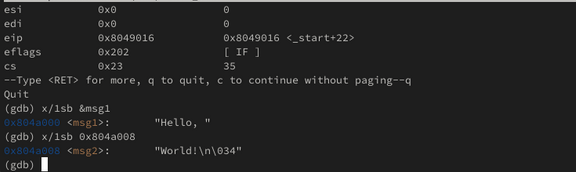 esi 0x0 0
edi 0x0 0
eip 0x8049016 0x8049016 <_start+22>
eflags 0x202 [ IF ]
cs 0x23 35
--Type <RET> for more, q to quit, c to continue without paging--q
Quit
(gdb) x/1sb &msg1
0x804a000 <msg1>: "Hello, "
(gdb) x/1sb 0x804a008
0x804a008 <msg2>: "World!\n\034"
(gdb)